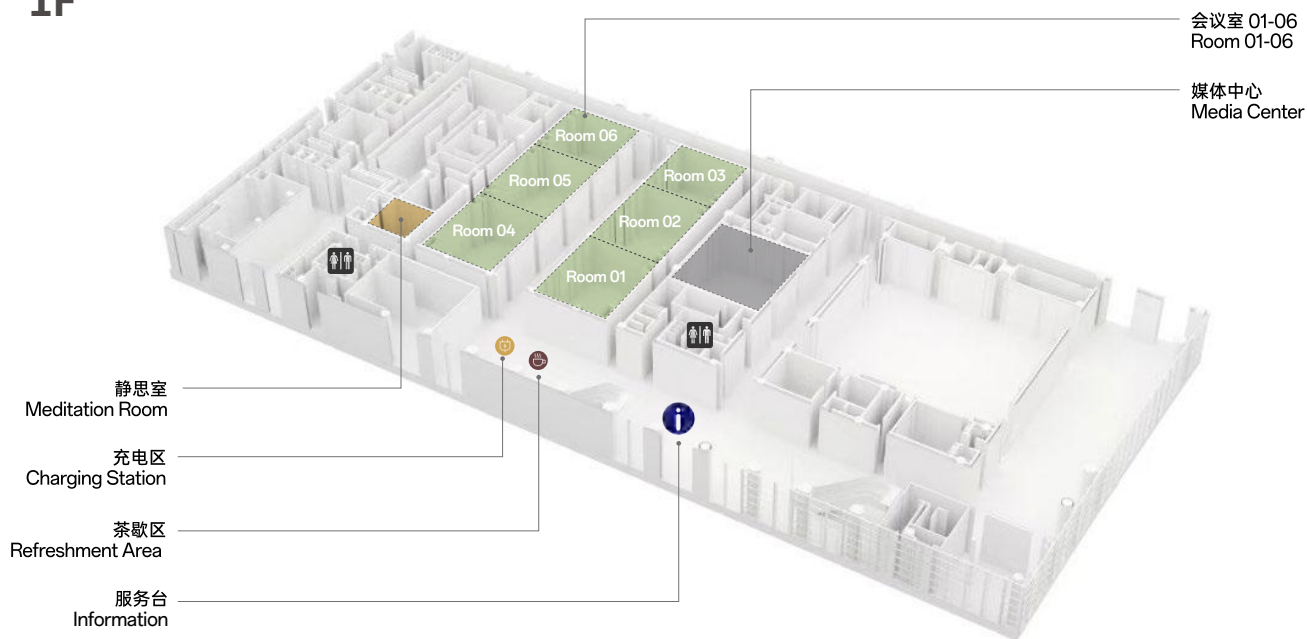 1F
会议室 01-06
Room 01-06
媒体中心
Media Center
Room 06
Room 05
Room 04
Room 03
Room 02
Room 01
静思室
Meditation Room
充电区
Charging Station
茶歇区
Refreshment Area
服务台
Information